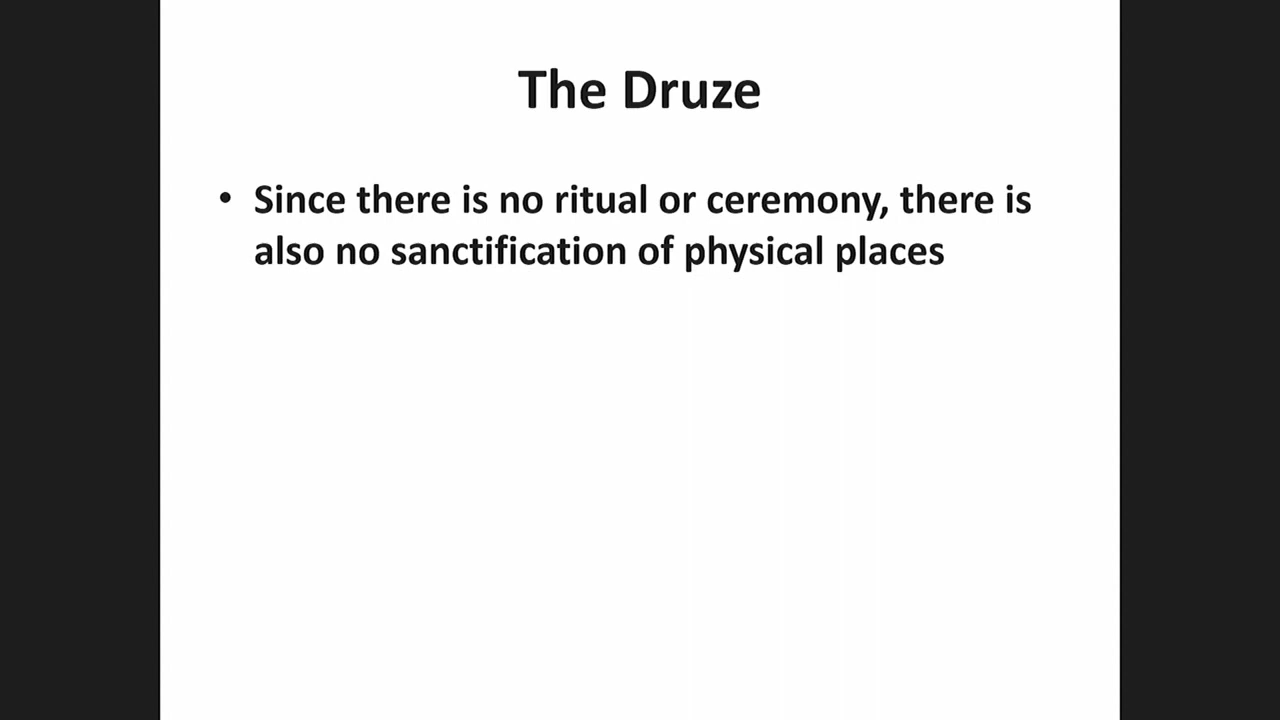 The Druze
• Since there is no ritual or ceremony, there is
also no sanctification of physical places